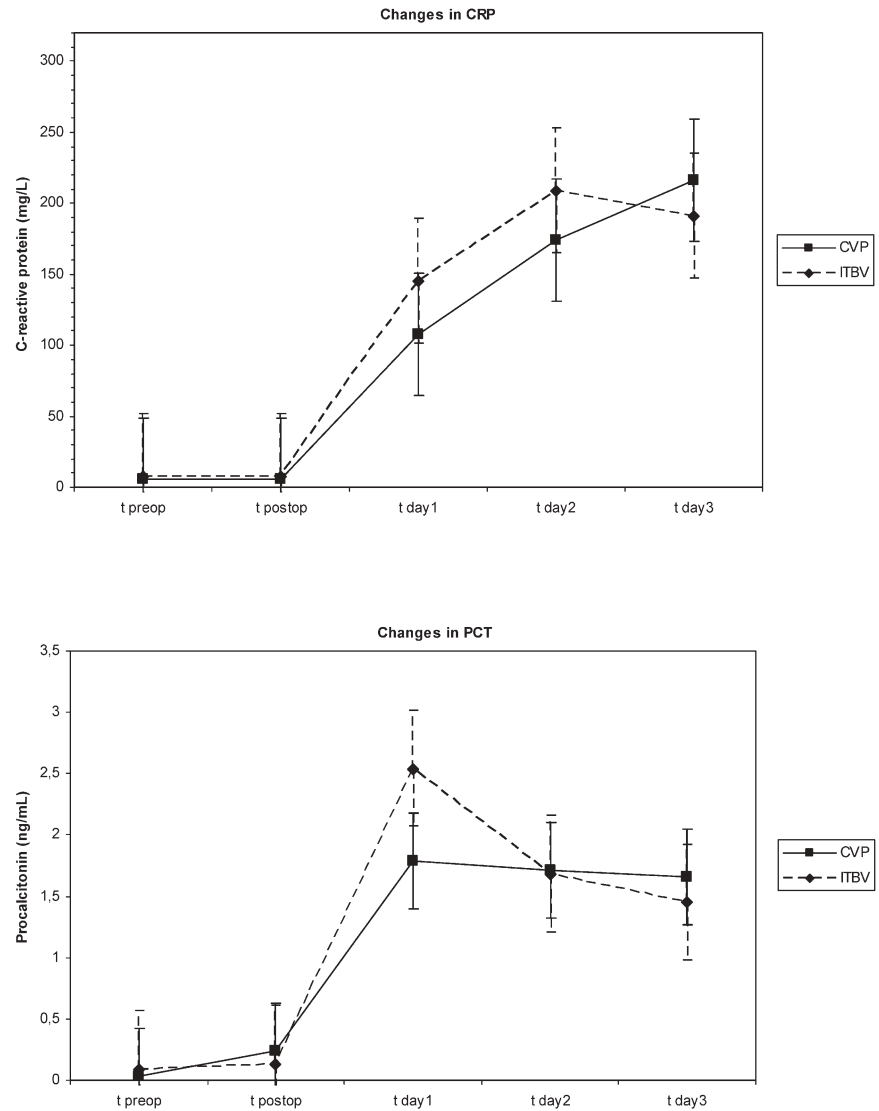 Changes in CRP
300
250
200
150
100
50
0
C-reactive protein (mg/L)
t preop
t postop
t day1
t day2
t day3
CVP
ITBV
Changes in PCT
3,5
3
2,5
2
1,5
1
0,5
0
Procalcitonin (ng/mL)
t preop
t postop
t day1
t day2
t day3
CVP
ITBV